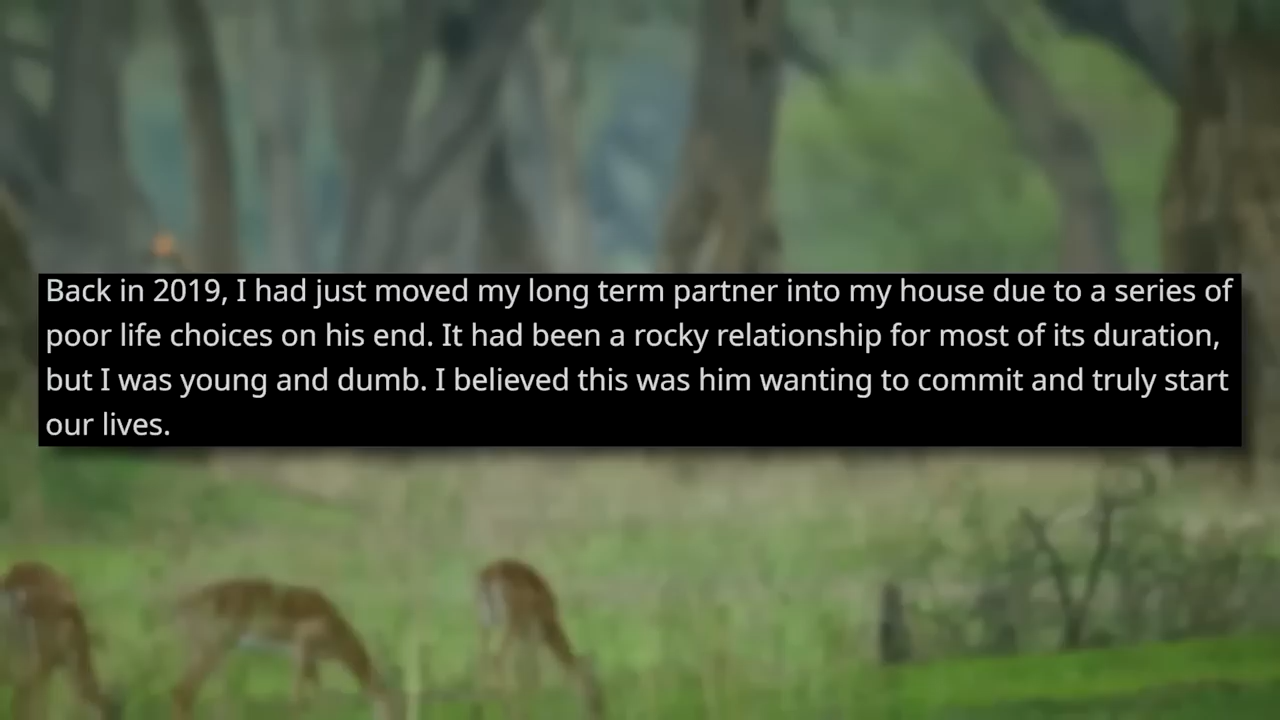 Back in 2019, I had just moved my long term partner into my house due to a series of
poor life choices on his end. It had been a rocky relationship for most of its duration,
but I was young and dumb. I believed this was him wanting to commit and truly start
our lives.